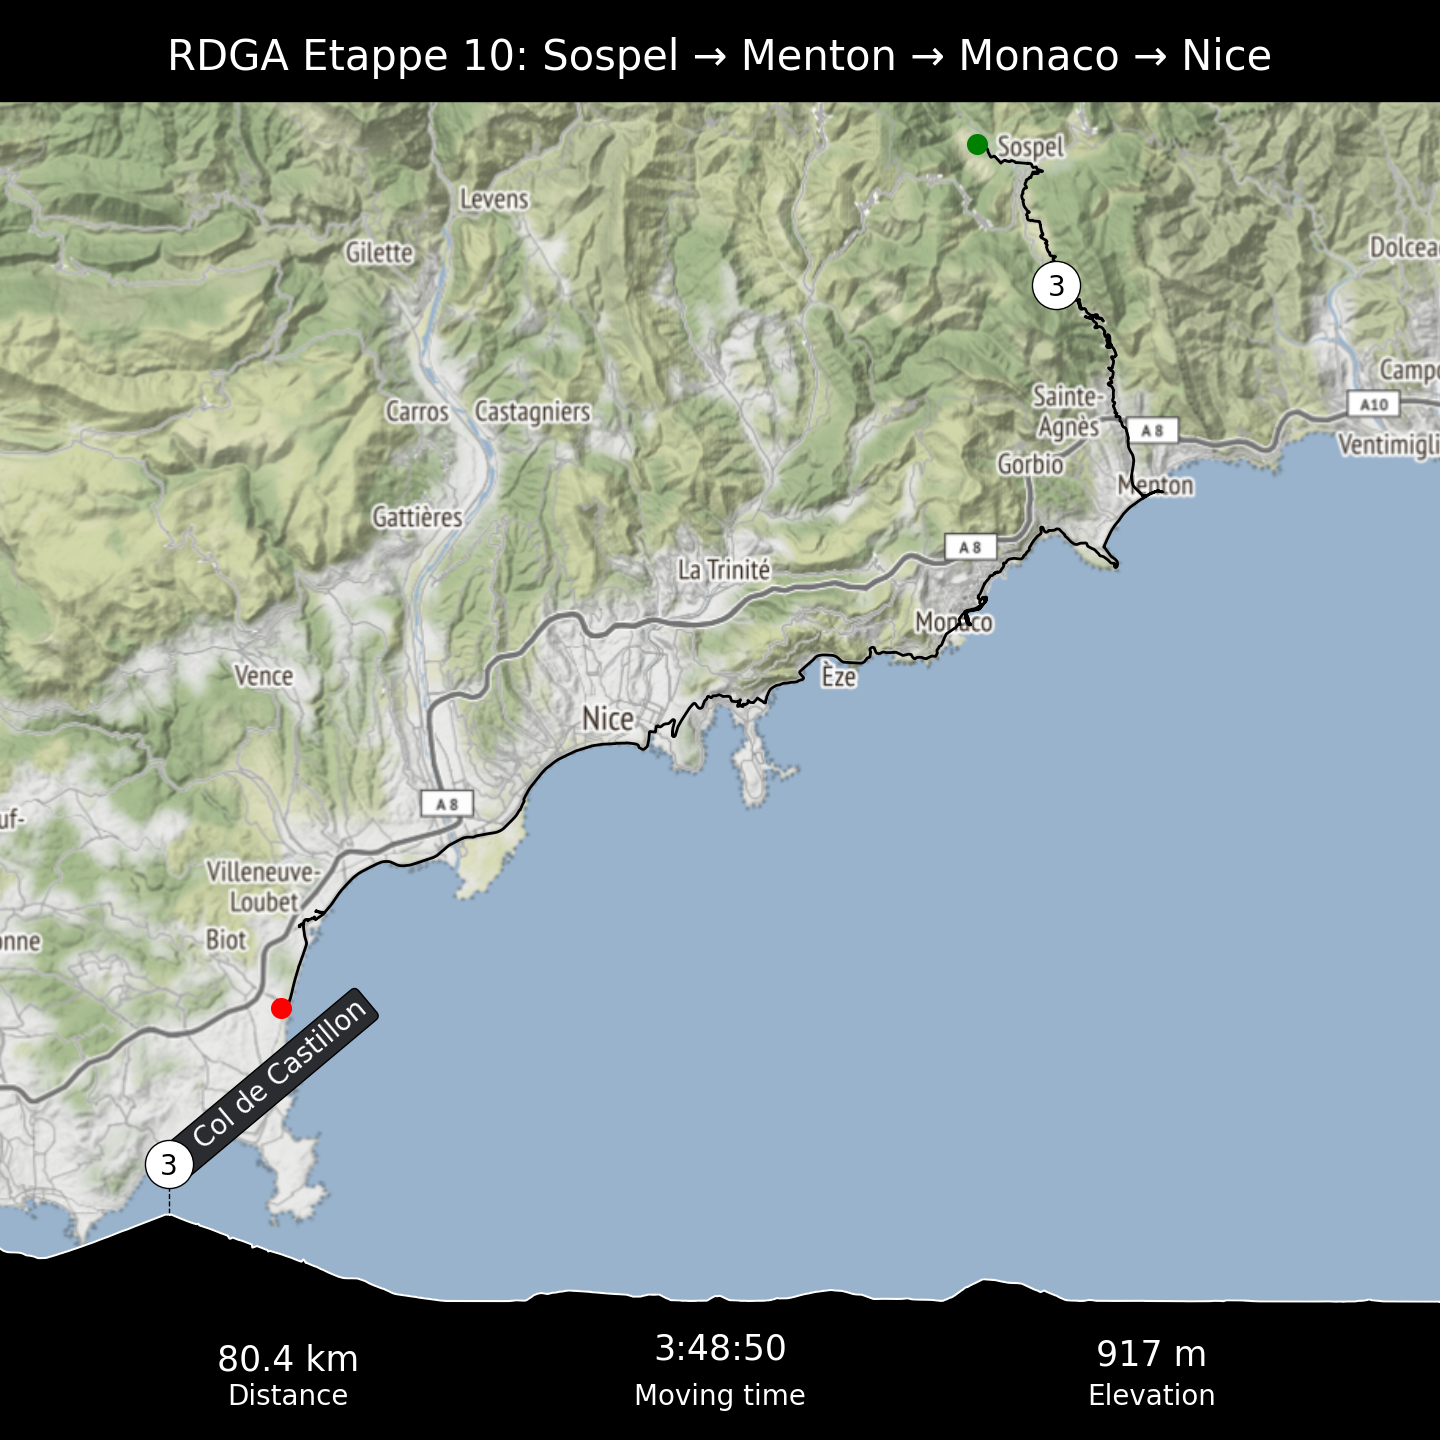 RDGA Etappe 10: Sospel → Menton → Monaco → Nice
Sospel
Levens
Gilette
Dolcea
3
Campo
Sainte-
Agnès
A10
Carros
Castagniers
A 8
Ventimigli
Gorbio
Menton
Gattières
A 8
La Trinité
Monaco
Vence
Èze
Nice
A 8
uf-
Villeneuve-
Loubet
Biot
onne
Col de Castillon
3
80.4 km
Distance
3:48:50
Moving time
917 m
Elevation